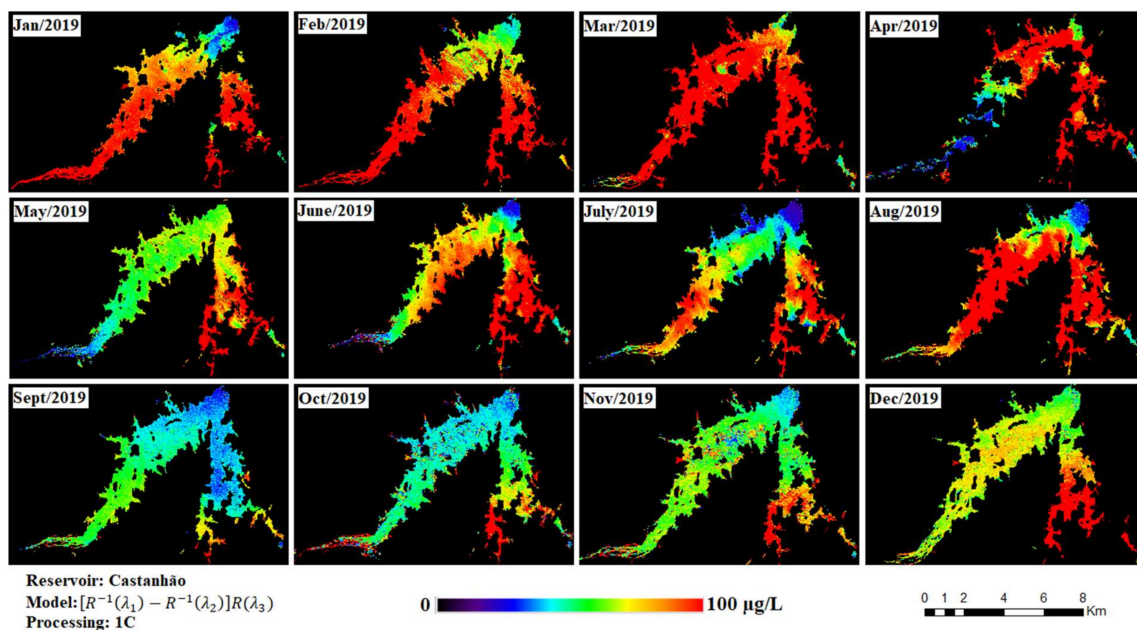 Jan/2019
Feb/2019
Mar/2019
Apr/2019
May/2019
June/2019
July/2019
Aug/2019
Sept/2019
Oct/2019
Nov/2019
Dec/2019
Reservoir: Castanhão
Model:[R⁻¹(λ₁) − R⁻¹(λ₂)]R(λ₃)
Processing: 1C
0 100 µg/L
0 1 2 4 6 8
Km